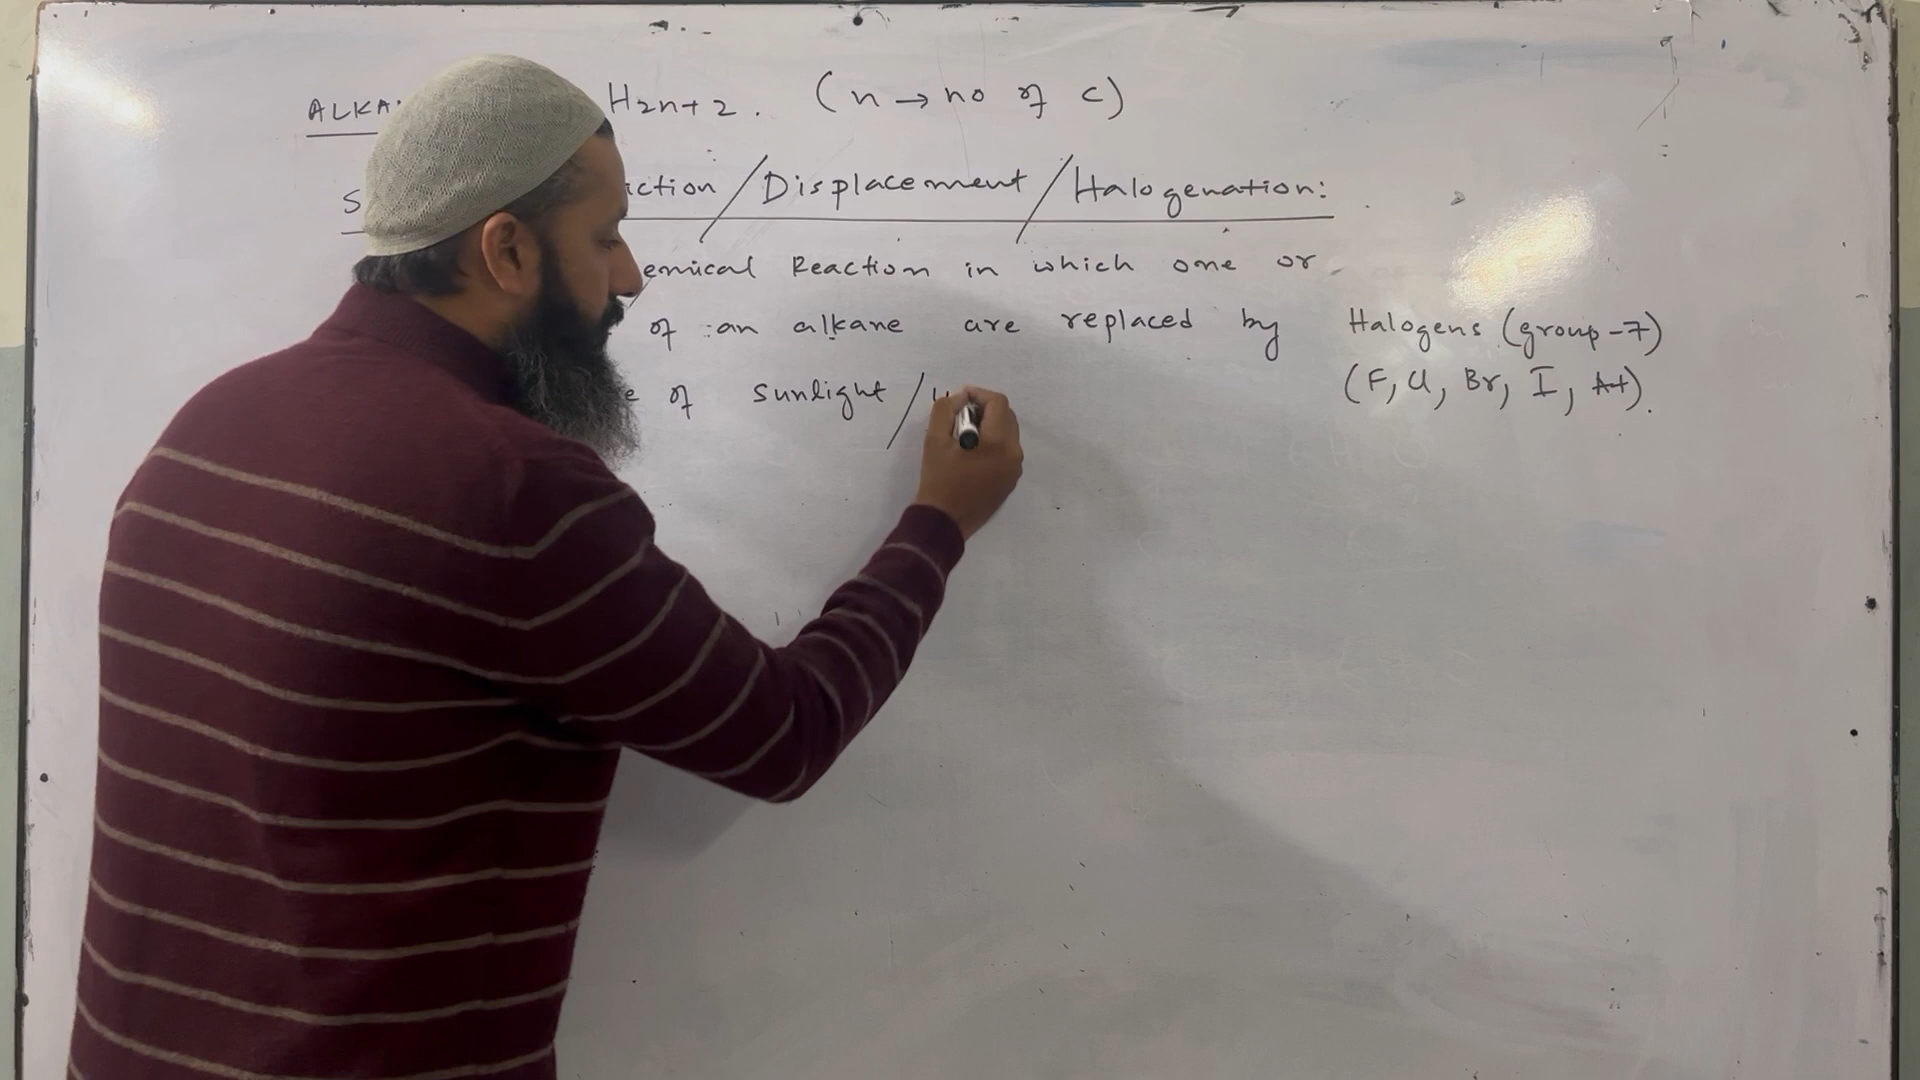 ALKA H2n+2. (n → no of c)
S ction / Displacement / Halogenation:
emical Reaction in which one or
of an alkane are replaced by Halogens (group-7)
e of sunlight / (F, Cl, Br, I, At).